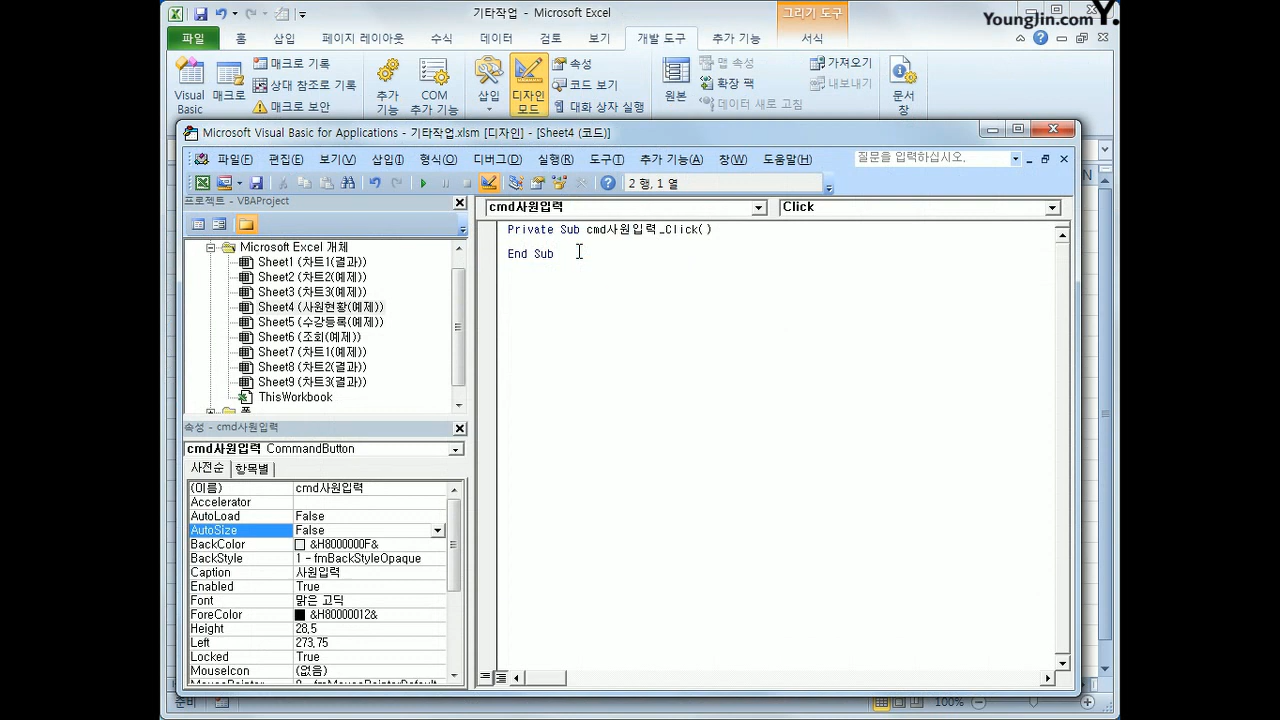 기타작업 - Microsoft Excel
그리기 도구
YoungJin.com Y.
파일 홈 삽입 페이지 레이아웃 수식 데이터 검토 보기 개발 도구 추가 기능 서식
Visual Basic
매크로
매크로 기록
상대 참조로 기록
매크로 보안
추가 기능
COM 추가 기능
삽입
디자인 모드
속성
코드 보기
대화 상자 실행
원본
맵 속성
확장 팩
데이터 새로 고침
가져오기
내보내기
문서 창
Microsoft Visual Basic for Applications - 기타작업.xlsm [디자인] - [Sheet4 (코드)]
파일(F) 편집(E) 보기(V) 삽입(I) 형식(O) 디버그(D) 실행(R) 도구(T) 추가 기능(A) 창(W) 도움말(H) 질문을 입력하십시오.
2 행, 1 열
프로젝트 - VBAProject
Microsoft Excel 개체
Sheet1 (차트1(결과))
Sheet2 (차트2(예제))
Sheet3 (차트3(예제))
Sheet4 (사원현황(예제))
Sheet5 (수강등록(예제))
Sheet6 (조회(예제))
Sheet7 (차트1(예제))
Sheet8 (차트2(결과))
Sheet9 (차트3(결과))
ThisWorkbook
속성 - cmd사원입력
cmd사원입력 CommandButton
사전순 항목별
(이름) cmd사원입력
Accelerator
AutoLoad False
AutoSize False
BackColor &H8000000F&
BackStyle 1 - fmBackStyleOpaque
Caption 사원입력
Enabled True
Font 맑은 고딕
ForeColor &H80000012&
Height 28,5
Left 273,75
Locked True
MouseIcon (없음)
cmd사원입력 Click
Private Sub cmd사원입력_Click()
End Sub
N
준비
100%